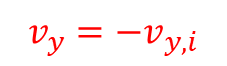 $v_y = -v_{y,i}$